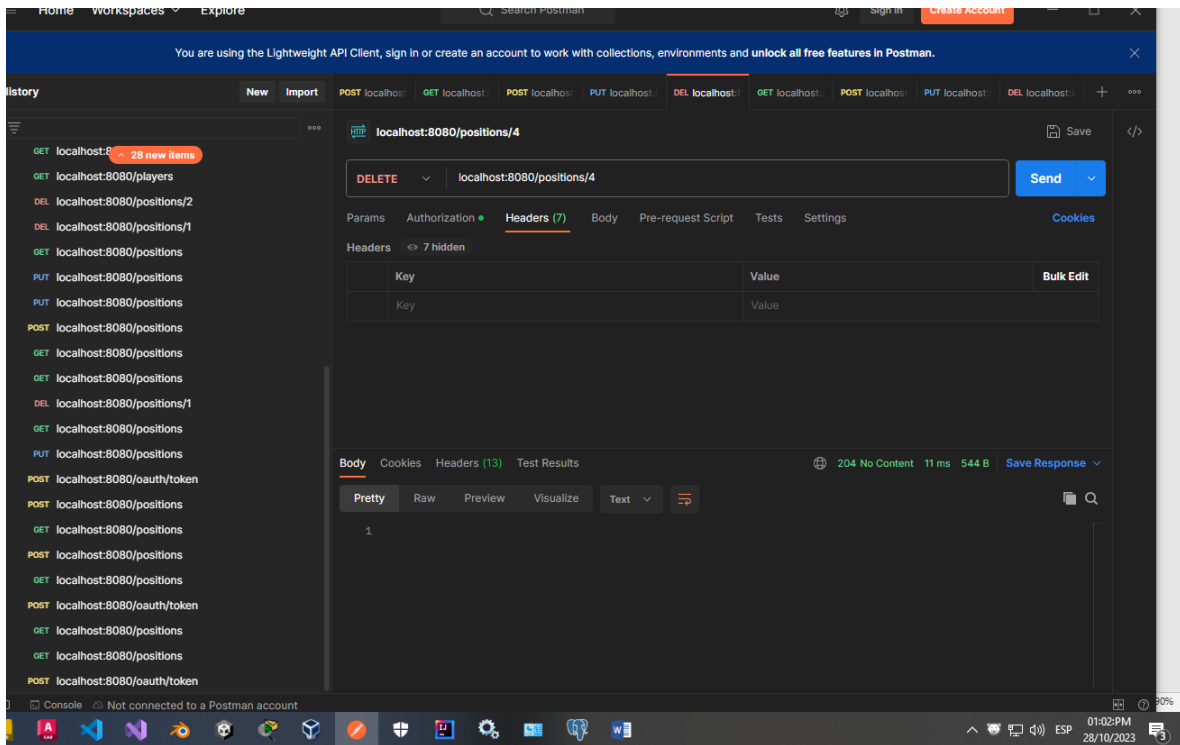 Home Workspaces Explore Search Postman Sign In Create Account
You are using the Lightweight API Client, sign in or create an account to work with collections, environments and unlock all free features in Postman.
History New Import
POST localhost GET localhost: POST localhost PUT localhost: DEL localhost:/ GET localhost: POST localhost PUT localhost: DEL localhost:
localhost:8080/positions/4 Save
GET localhost:8 28 new items
GET localhost:8080/players
DEL localhost:8080/positions/2
DEL localhost:8080/positions/1
GET localhost:8080/positions
PUT localhost:8080/positions
PUT localhost:8080/positions
POST localhost:8080/positions
GET localhost:8080/positions
GET localhost:8080/positions
DEL localhost:8080/positions/1
GET localhost:8080/positions
PUT localhost:8080/positions
POST localhost:8080/oauth/token
POST localhost:8080/positions
GET localhost:8080/positions
POST localhost:8080/positions
GET localhost:8080/positions
POST localhost:8080/oauth/token
GET localhost:8080/positions
GET localhost:8080/positions
POST localhost:8080/oauth/token
DELETE localhost:8080/positions/4 Send
Params Authorization Headers (7) Body Pre-request Script Tests Settings Cookies
Headers 7 hidden
Key Value Bulk Edit
Key Value
Body Cookies Headers (13) Test Results 204 No Content 11 ms 544 B Save Response
Pretty Raw Preview Visualize Text
1
Console Not connected to a Postman account
90%
ESP 01:02:PM
28/10/2023
3